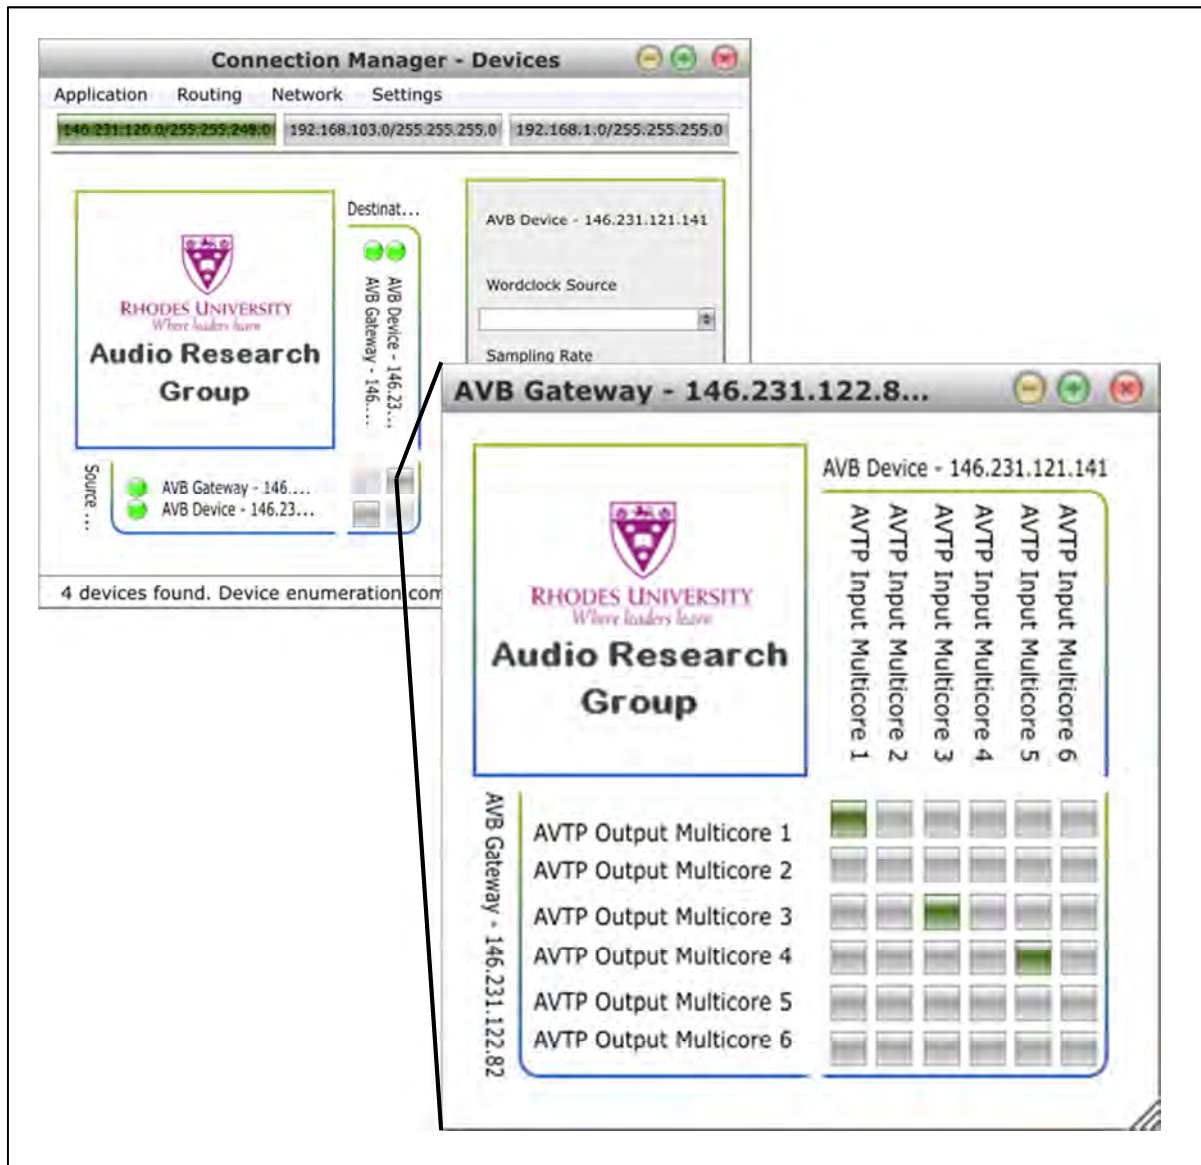 Connection Manager - Devices
Application Routing Network Settings
146.231.120.0/255.255.248.0 192.168.103.0/255.255.255.0 192.168.1.0/255.255.255.0
RHODES UNIVERSITY
Where leaders learn
Audio Research
Group
Destinat...
AVB Gateway - 146....
AVB Device - 146.23...
Source ...
AVB Gateway - 146....
AVB Device - 146.23...
AVB Device - 146.231.121.141
Wordclock Source
Sampling Rate
4 devices found. Device enumeration com
AVB Gateway - 146.231.122.8...
RHODES UNIVERSITY
Where leaders learn
Audio Research
Group
AVB Device - 146.231.121.141
AVTP Input Multicore 1
AVTP Input Multicore 2
AVTP Input Multicore 3
AVTP Input Multicore 4
AVTP Input Multicore 5
AVTP Input Multicore 6
AVB Gateway - 146.231.122.82
AVTP Output Multicore 1
AVTP Output Multicore 2
AVTP Output Multicore 3
AVTP Output Multicore 4
AVTP Output Multicore 5
AVTP Output Multicore 6